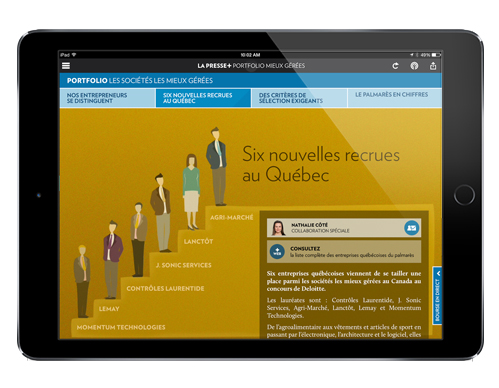 iPad
10:02 AM
49%
LA PRESSE+ PORTFOLIO MIEUX GÉRÉES
PORTFOLIO LES SOCIÉTÉS LES MIEUX GÉRÉES
NOS ENTREPRENEURS
SE DISTINGUENT
SIX NOUVELLES RECRUES
AU QUÉBEC
DES CRITÈRES DE
SÉLECTION EXIGEANTS
LE PALMARÈS EN CHIFFRES
Six nouvelles recrues
au Québec
AGRI-MARCHÉ
LANCTÔT
J. SONIC SERVICES
CONTRÔLES LAURENTIDE
LEMAY
MOMENTUM TECHNOLOGIES
NATHALIE CÔTÉ
COLLABORATION SPÉCIALE
WEB
CONSULTEZ
la liste complète des entreprises québécoises du palmarès
Six entreprises québécoises viennent de se tailler une
place parmi les sociétés les mieux gérées au Canada au
concours de Deloitte.
Les lauréates sont : Contrôles Laurentide, J. Sonic
Services, Agri-Marché, Lanctôt, Lemay et Momentum
Technologies.
De l'agroalimentaire aux vêtements et articles de sport en
passant par l'électronique, l'architecture et le logiciel, elles
BOURSE EN DIRECT